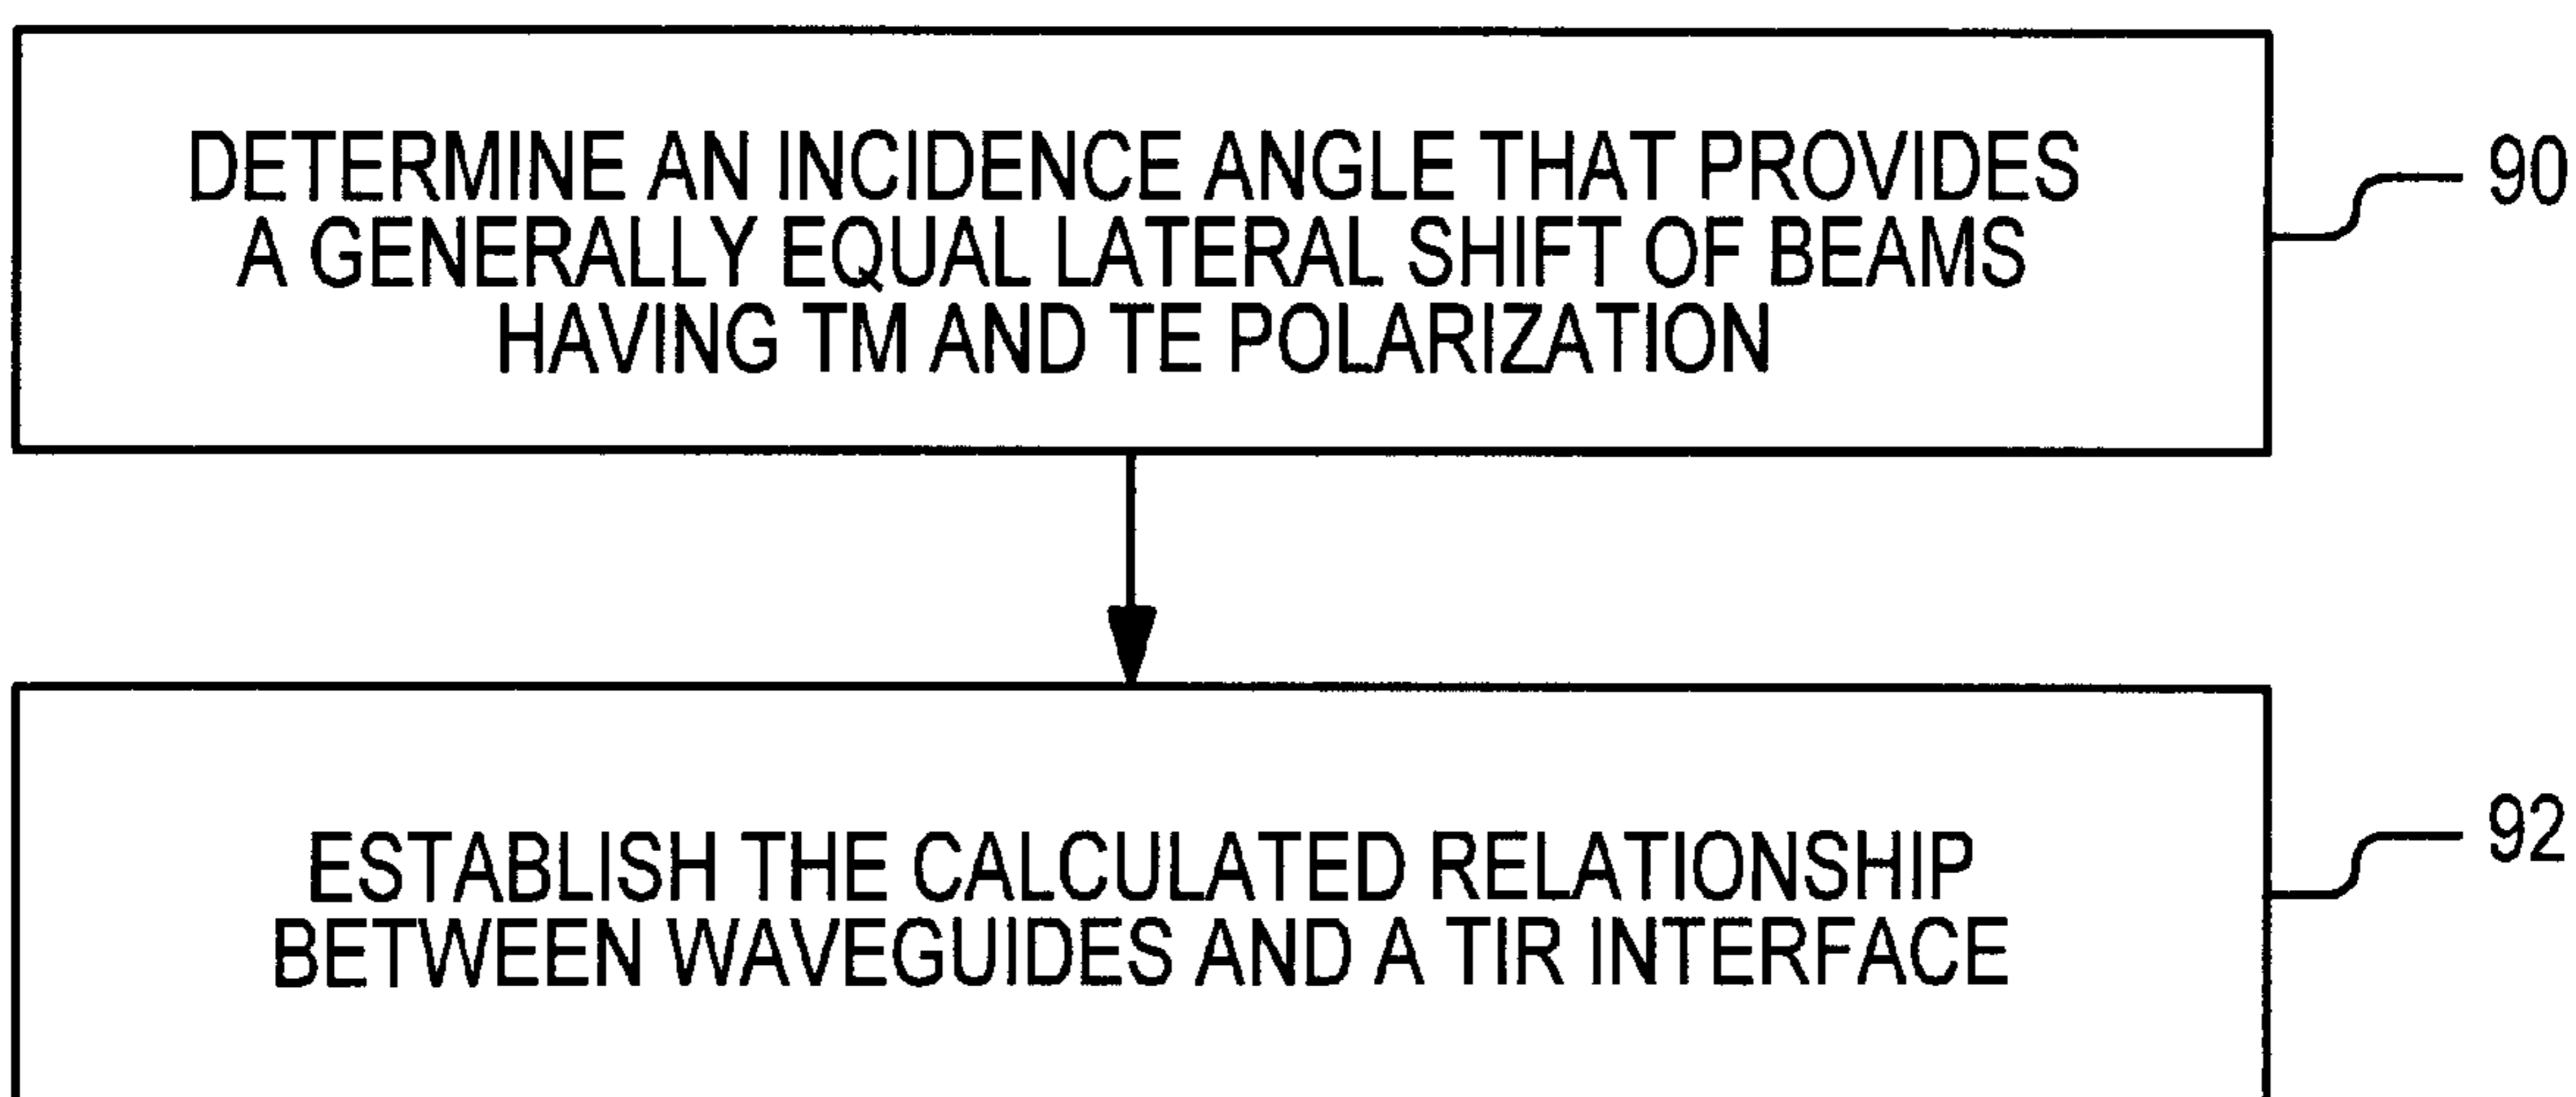 DETERMINE AN INCIDENCE ANGLE THAT PROVIDES
A GENERALLY EQUAL LATERAL SHIFT OF BEAMS
HAVING TM AND TE POLARIZATION
90
ESTABLISH THE CALCULATED RELATIONSHIP
BETWEEN WAVEGUIDES AND A TIR INTERFACE
92